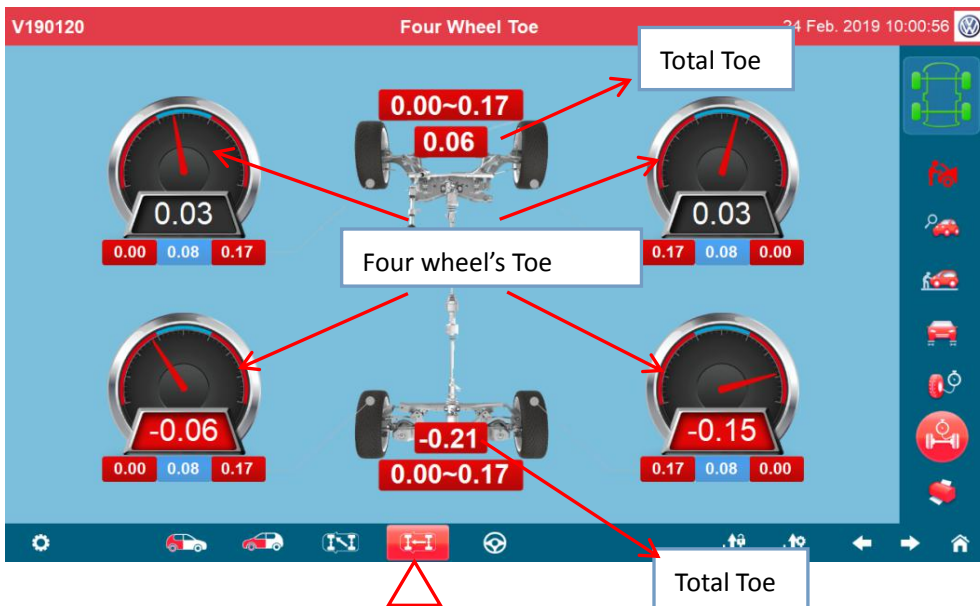 V190120
Four Wheel Toe
24 Feb. 2019 10:00:56
Total Toe
0.00~0.17
0.06
0.03
0.03
0.00 0.08 0.17
Four wheel's Toe
0.17 0.08 0.00
-0.06
-0.21
-0.15
0.00 0.08 0.17
0.00~0.17
0.17 0.08 0.00
Total Toe